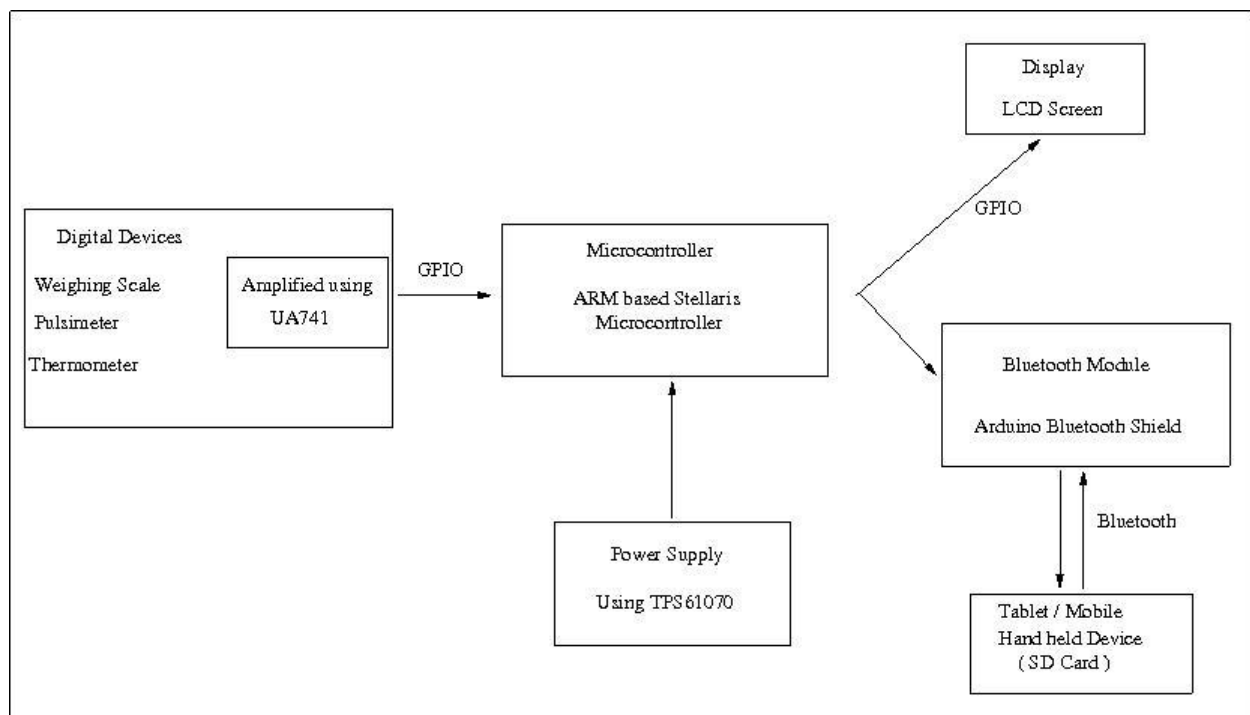 Display
LCD Screen
GPIO
Digital Devices
Weighing Scale
Pulsimeter
Thermometer
Amplified using
UA741
GPIO
Microcontroller
ARM based Stellaris
Microcontroller
Bluetooth Module
Arduino Bluetooth Shield
Bluetooth
Power Supply
Using TPS61070
Tablet / Mobile
Hand held Device
( SD Card )